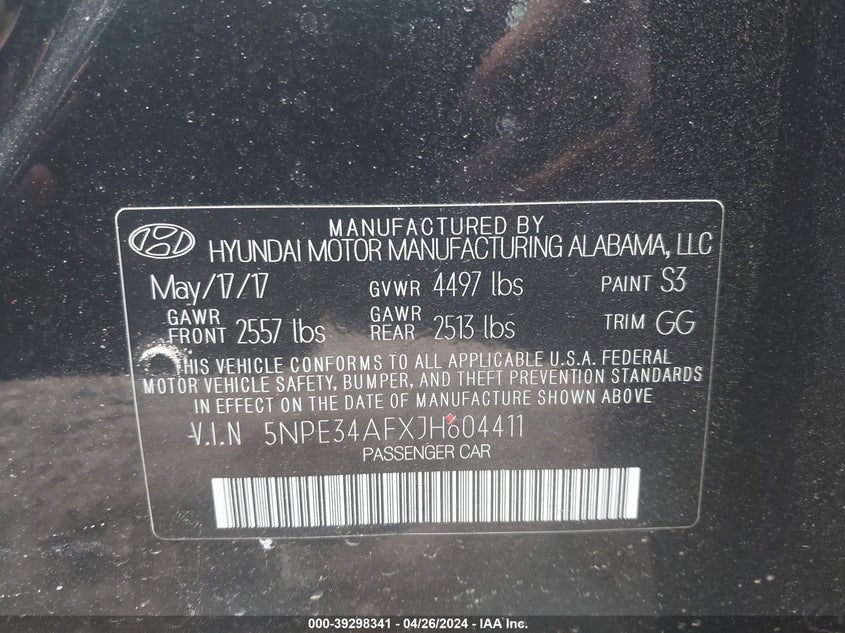 MANUFACTURED BY
HYUNDAI MOTOR MANUFACTURING ALABAMA, LLC
May/17/17 GVWR 4497 lbs PAINT S3
GAWR FRONT 2557 lbs GAWR REAR 2513 lbs TRIM GG
THIS VEHICLE CONFORMS TO ALL APPLICABLE U.S.A. FEDERAL
MOTOR VEHICLE SAFETY, BUMPER, AND THEFT PREVENTION STANDARDS
IN EFFECT ON THE DATE OF MANUFACTURE SHOWN ABOVE
V.I.N 5NPE34AFXJH604411
PASSENGER CAR
000-39298341 - 04/26/2024 - IAA Inc.